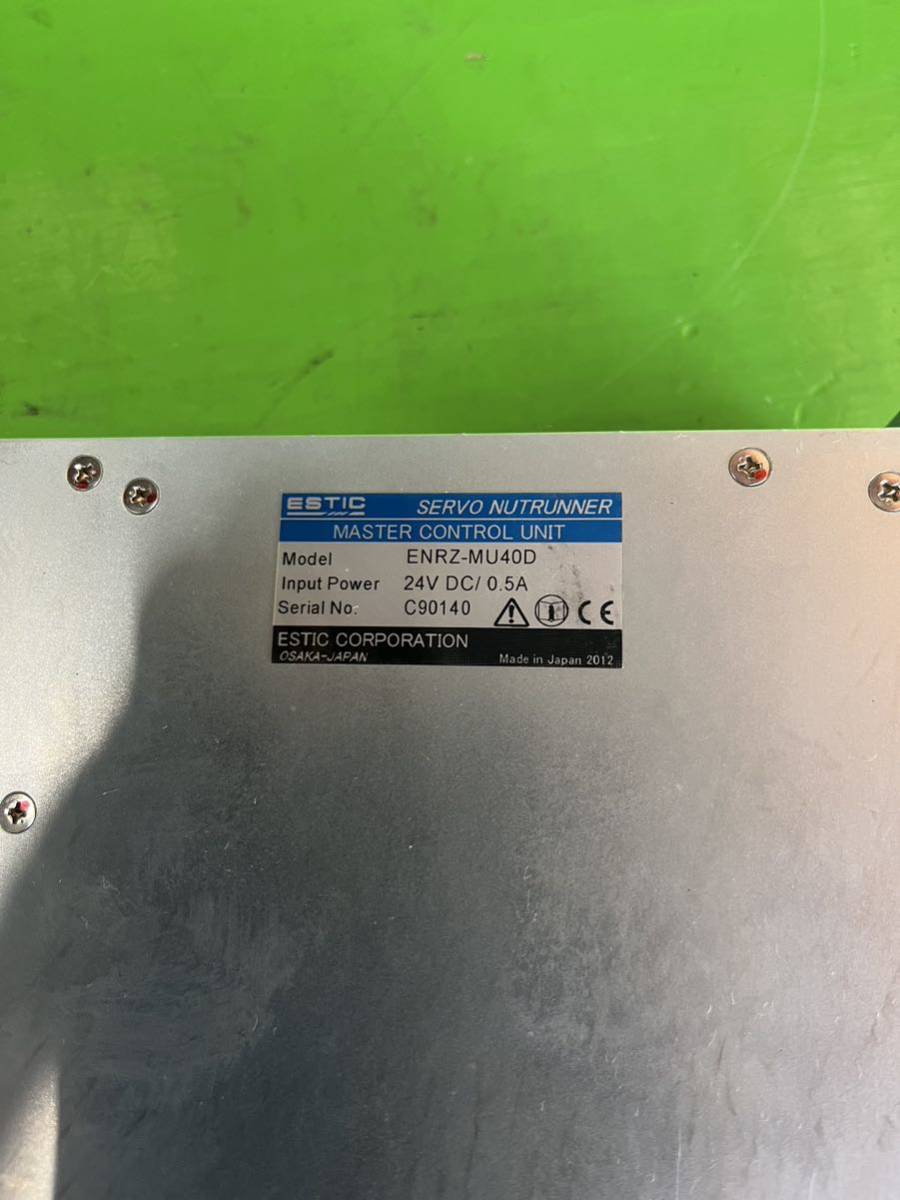 ESTIC SERVO NUTRUNNER
MASTER CONTROL UNIT
Model ENRZ-MU40D
Input Power 24V DC/ 0.5A
Serial No: C90140 CE
ESTIC CORPORATION
OSAKA-JAPAN Made in Japan 2012